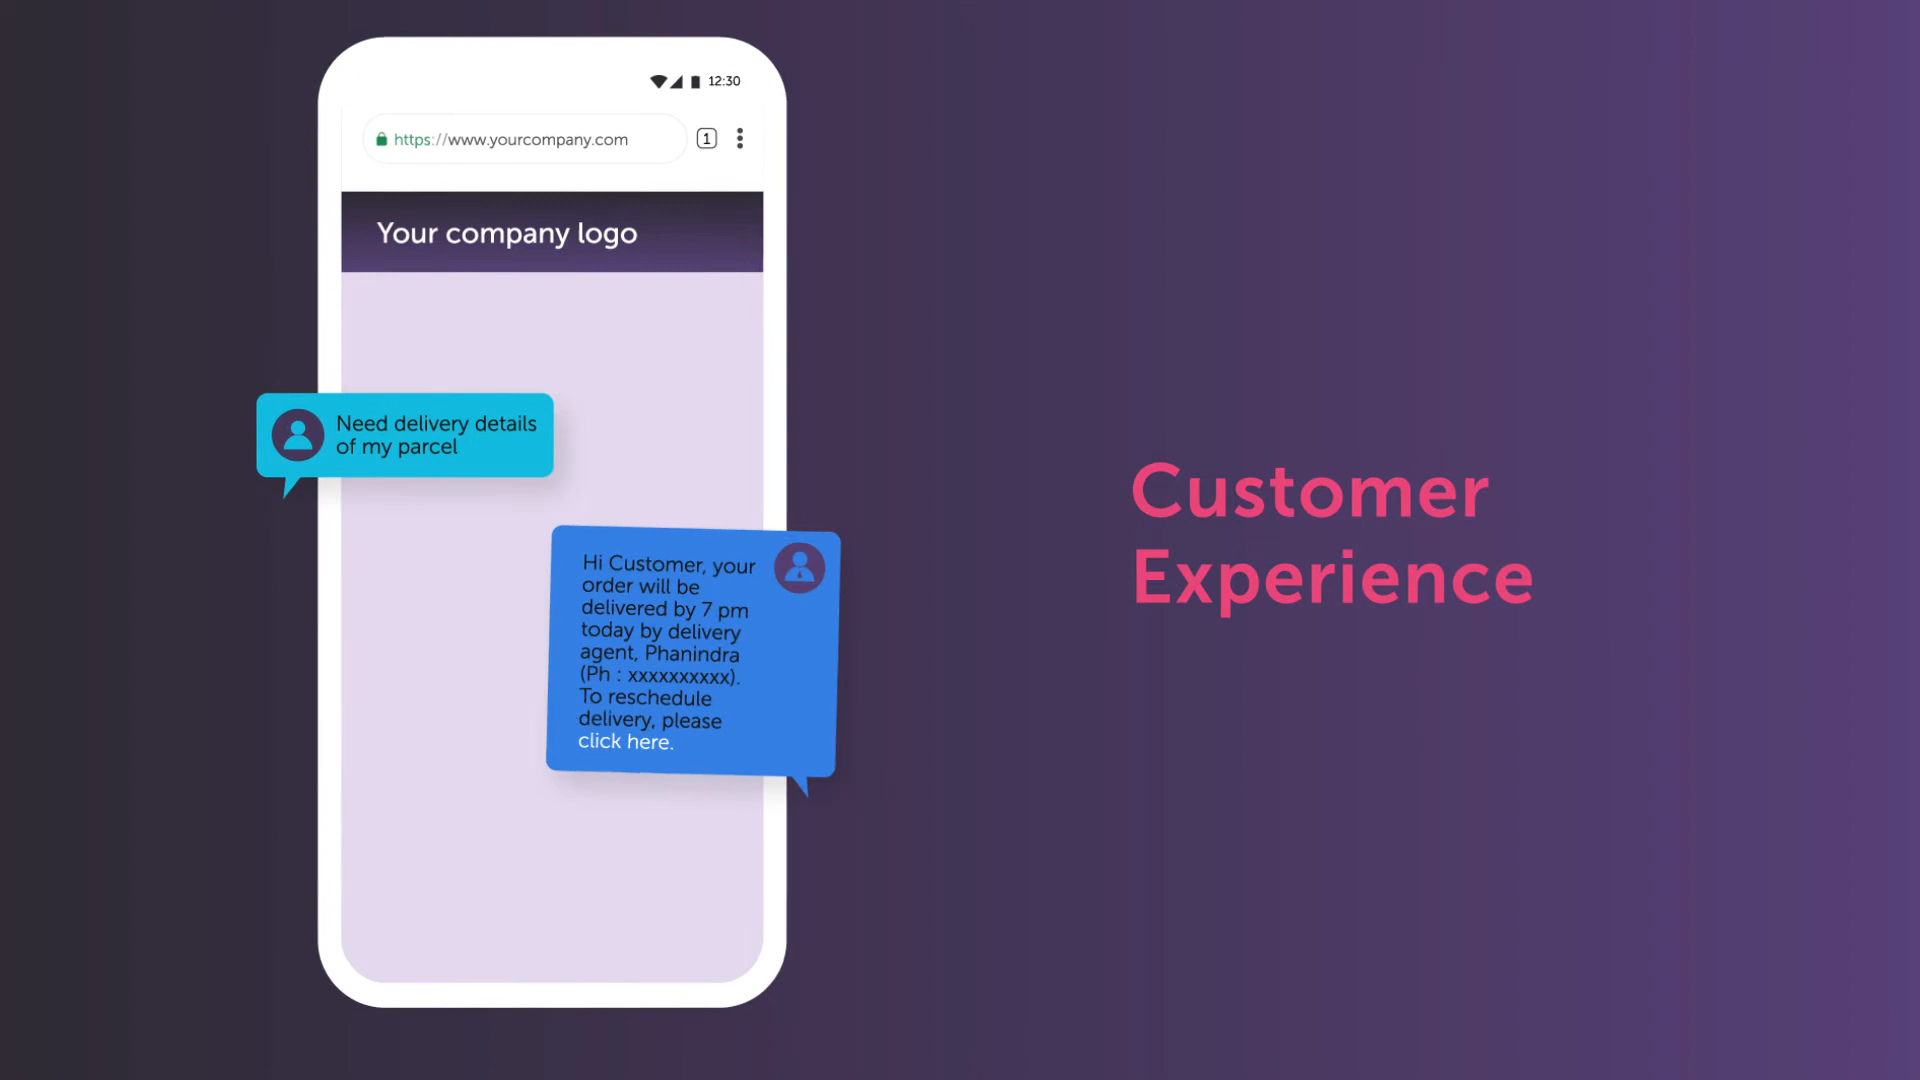 12:30
https://www.yourcompany.com
1
Your company logo
Need delivery details
of my parcel
Hi Customer, your
order will be
delivered by 7 pm
today by delivery
agent, Phanindra
(Ph : xxxxxxxxxx).
To reschedule
delivery, please
click here.
Customer
Experience